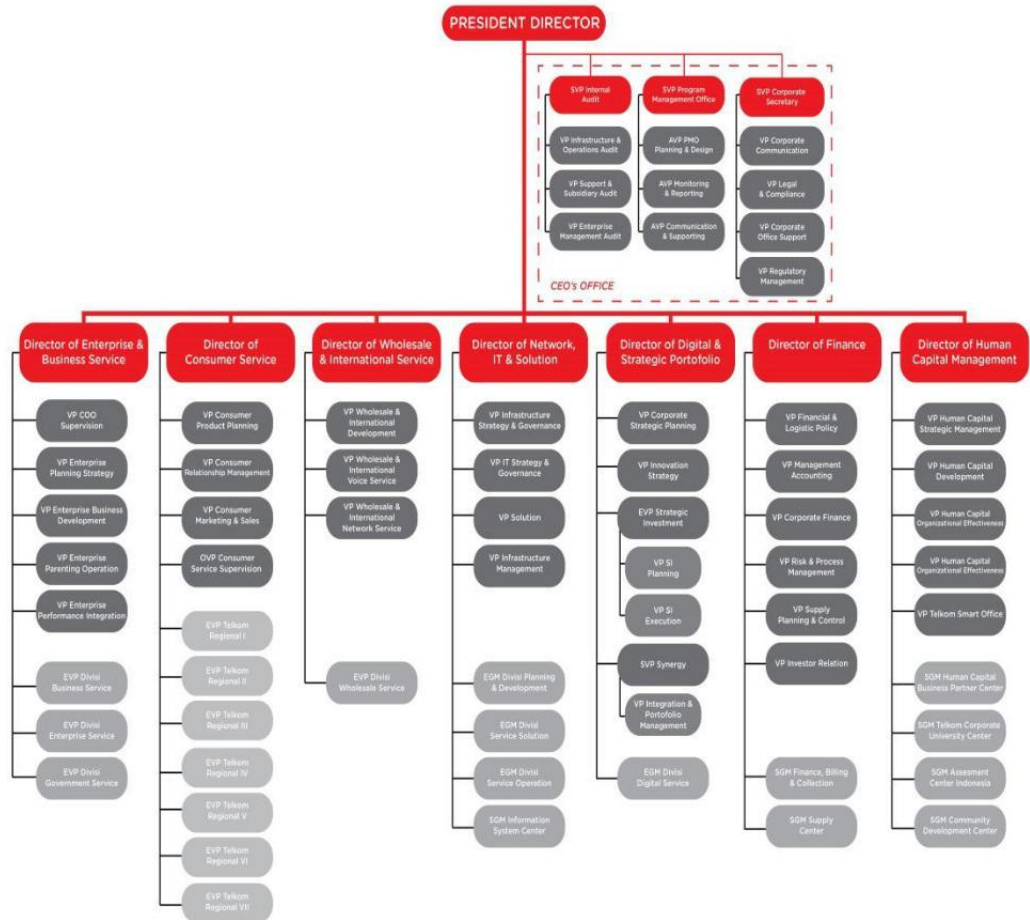 PRESIDENT DIRECTOR
SVP Internal
Audit
VP Infrastructure &
Operations Audit
VP Support &
Subsidiary Audit
VP Enterprise
Management Audit
SVP Program
Management Office
AVP PMO
Planning & Design
AVP Monitoring
& Reporting
AVP Communication
& Supporting
SVP Corporate
Secretary
VP Corporate
Communication
VP Legal
& Compliance
VP Corporate
Office Support
VP Regulatory
Management
CEO's OFFICE
Director of Enterprise &
Business Service
VP COO
Supervision
VP Enterprise
Planning Strategy
VP Enterprise Business
Development
VP Enterprise
Parenting Operation
VP Enterprise
Performance Integration
EVP Divisi
Business Service
EVP Divisi
Enterprise Service
EVP Divisi
Government Service
Director of
Consumer Service
VP Consumer
Product Planning
VP Consumer
Relationship Management
VP Consumer
Marketing & Sales
OVP Consumer
Service Supervision
EVP Telkom
Regional I
EVP Telkom
Regional II
EVP Telkom
Regional III
EVP Telkom
Regional IV
EVP Telkom
Regional V
EVP Telkom
Regional VI
EVP Telkom
Regional VII
Director of Wholesale
& International Service
VP Wholesale &
International
Development
VP Wholesale &
International
Voice Service
VP Wholesale &
International
Network Service
EVP Divisi
Wholesale Service
Director of Network,
IT & Solution
VP Infrastructure
Strategy & Governance
VP IT Strategy &
Governance
VP Solution
VP Infrastructure
Management
EGM Divisi Planning
& Development
EGM Divisi
Service Solution
EGM Divisi
Service Operation
SGM Information
System Center
Director of Digital &
Strategic Portofolio
VP Corporate
Strategic Planning
VP Innovation
Strategy
EVP Strategic
Investment
VP SI
Planning
VP SI
Execution
SVP Synergy
VP Integration &
Portofolio
Management
EGM Divisi
Digital Service
Director of Finance
VP Financial &
Logistic Policy
VP Management
Accounting
VP Corporate Finance
VP Risk & Process
Management
VP Supply
Planning & Control
VP Investor Relation
SGM Finance, Billing
& Collection
SGM Supply
Center
Director of Human
Capital Management
VP Human Capital
Strategic Management
VP Human Capital
Development
VP Human Capital
Organizational Effectiveness
VP Human Capital
Organizational Effectiveness
VP Telkom Smart Office
SGM Human Capital
Business Partner Center
SGM Telkom Corporate
University Center
SGM Assesment
Center Indonesia
SGM Community
Development Center